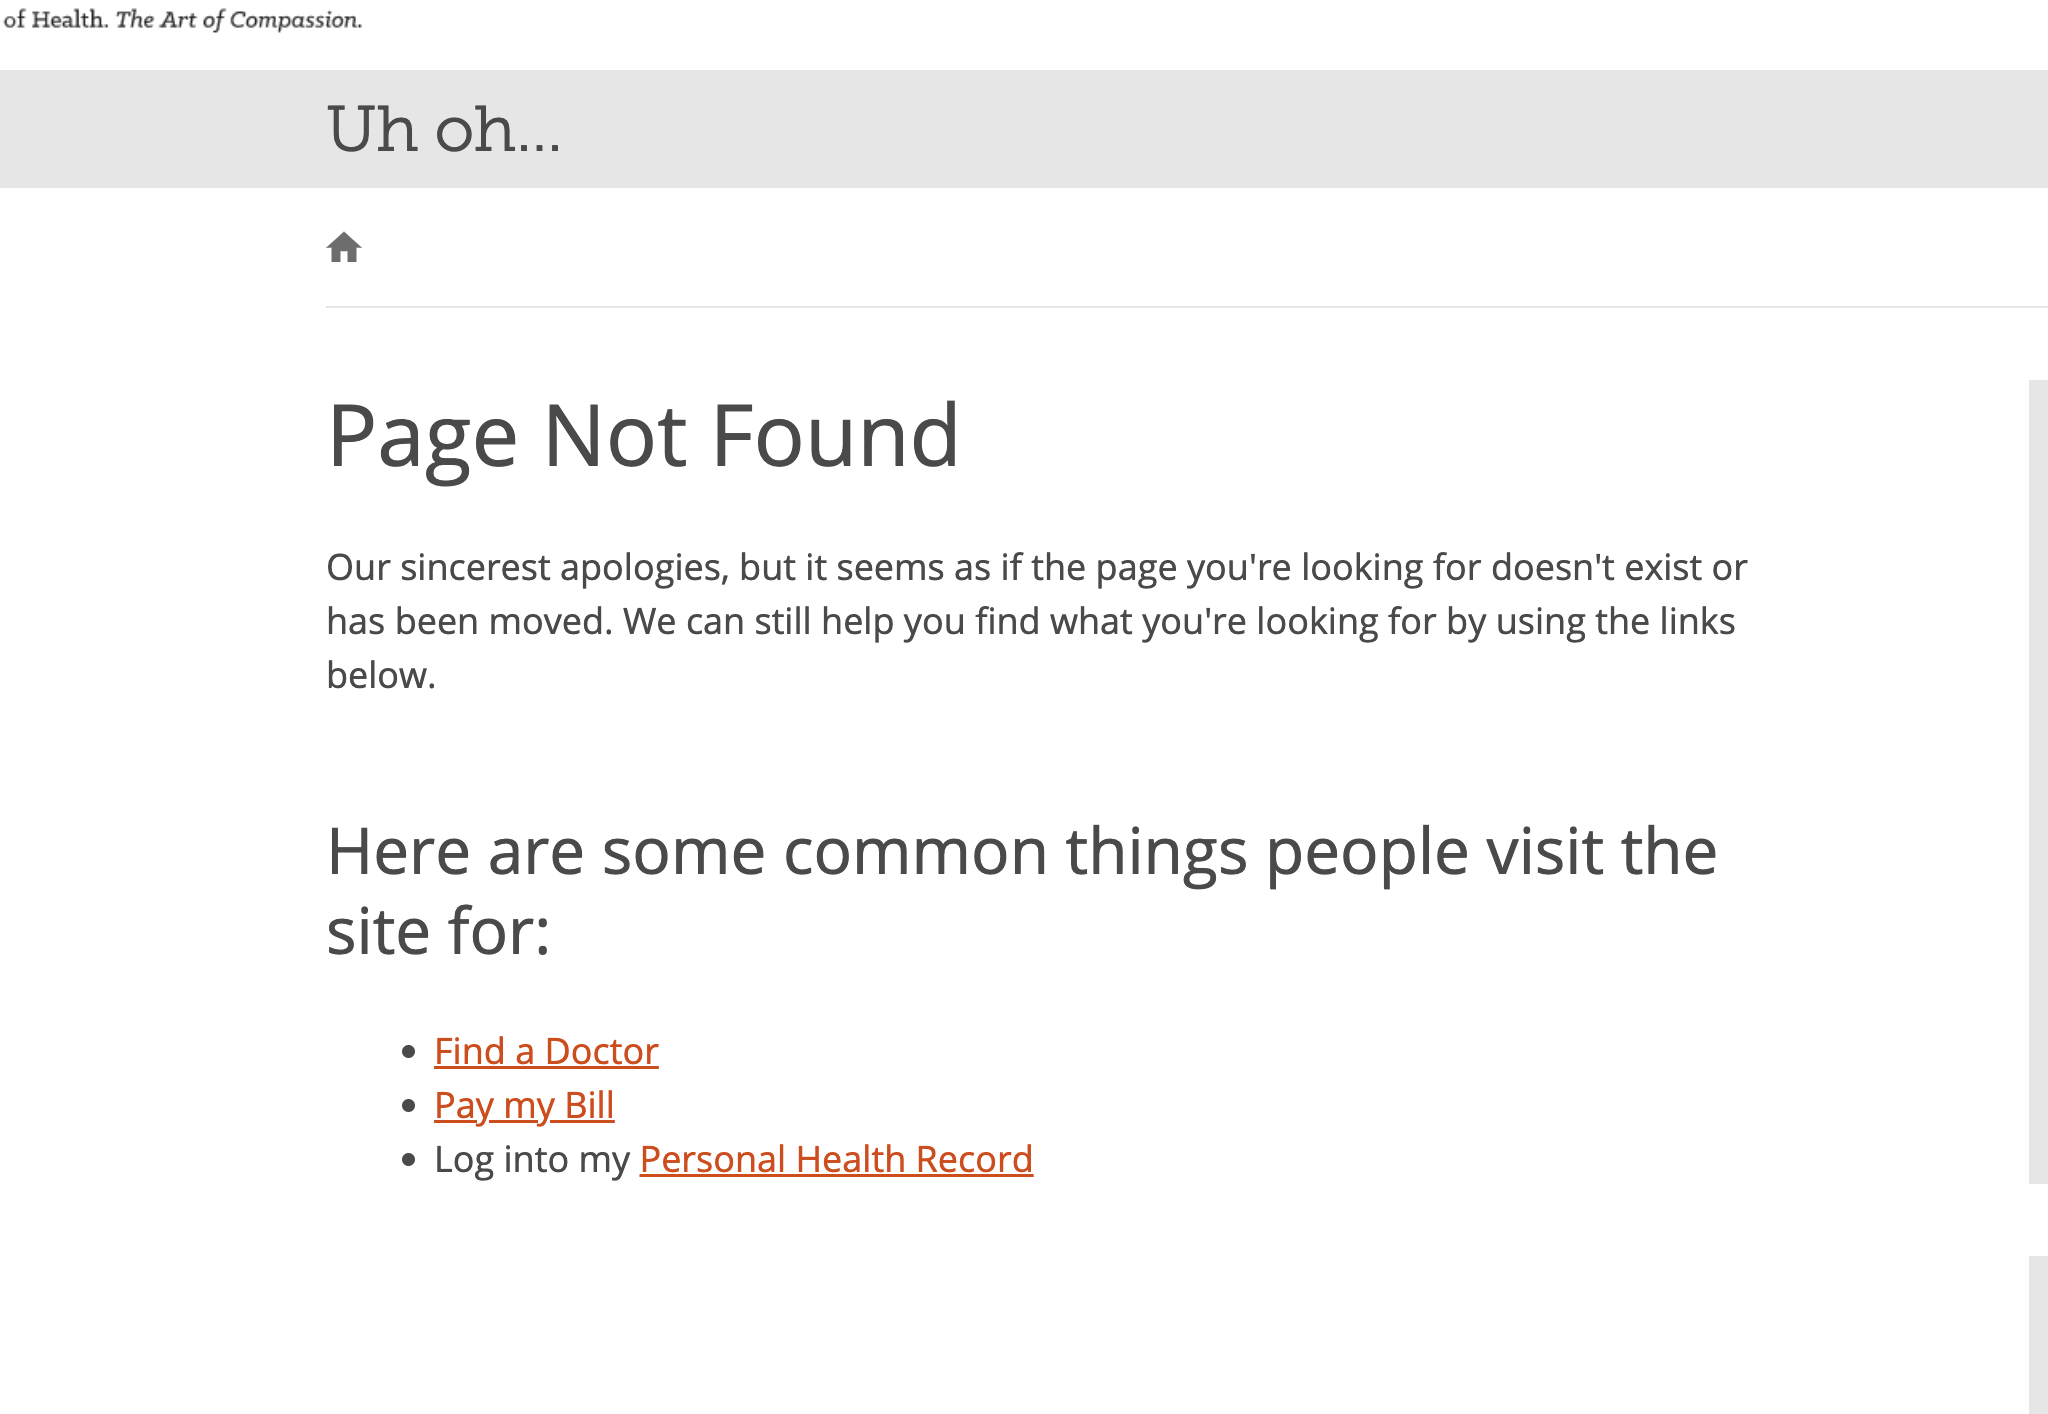 of Health. The Art of Compassion.
Uh oh...
Page Not Found
Our sincerest apologies, but it seems as if the page you're looking for doesn't exist or
has been moved. We can still help you find what you're looking for by using the links
below.
Here are some common things people visit the
site for:
Find a Doctor
Pay my Bill
Log into my Personal Health Record